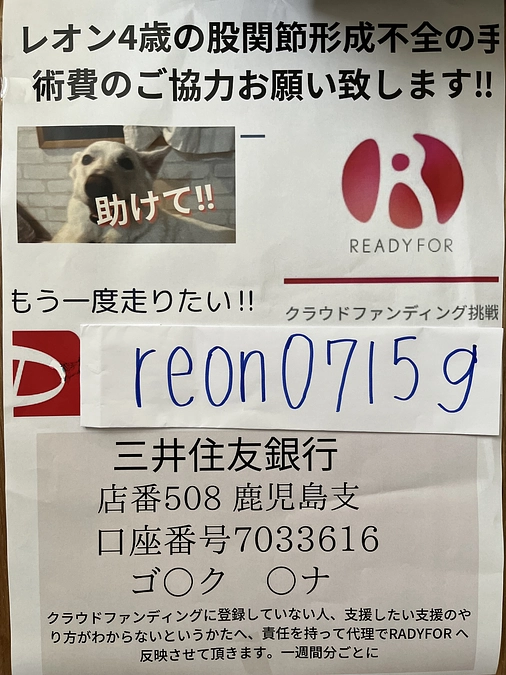 レオン4歳の股関節形成不全の手
術費のご協力お願い致します!!
助けて!!
READYFOR
もう一度走りたい!!
クラウドファンディング挑戦
reon0715g
三井住友銀行
店番508 鹿児島支
口座番号7033616
ゴ○ク ○ナ
クラウドファンディングに登録していない人、支援したい支援のや
り方がわからないというかたへ、責任を持って代理でRADYFOR へ
反映させて頂きます。一週間分ごとに